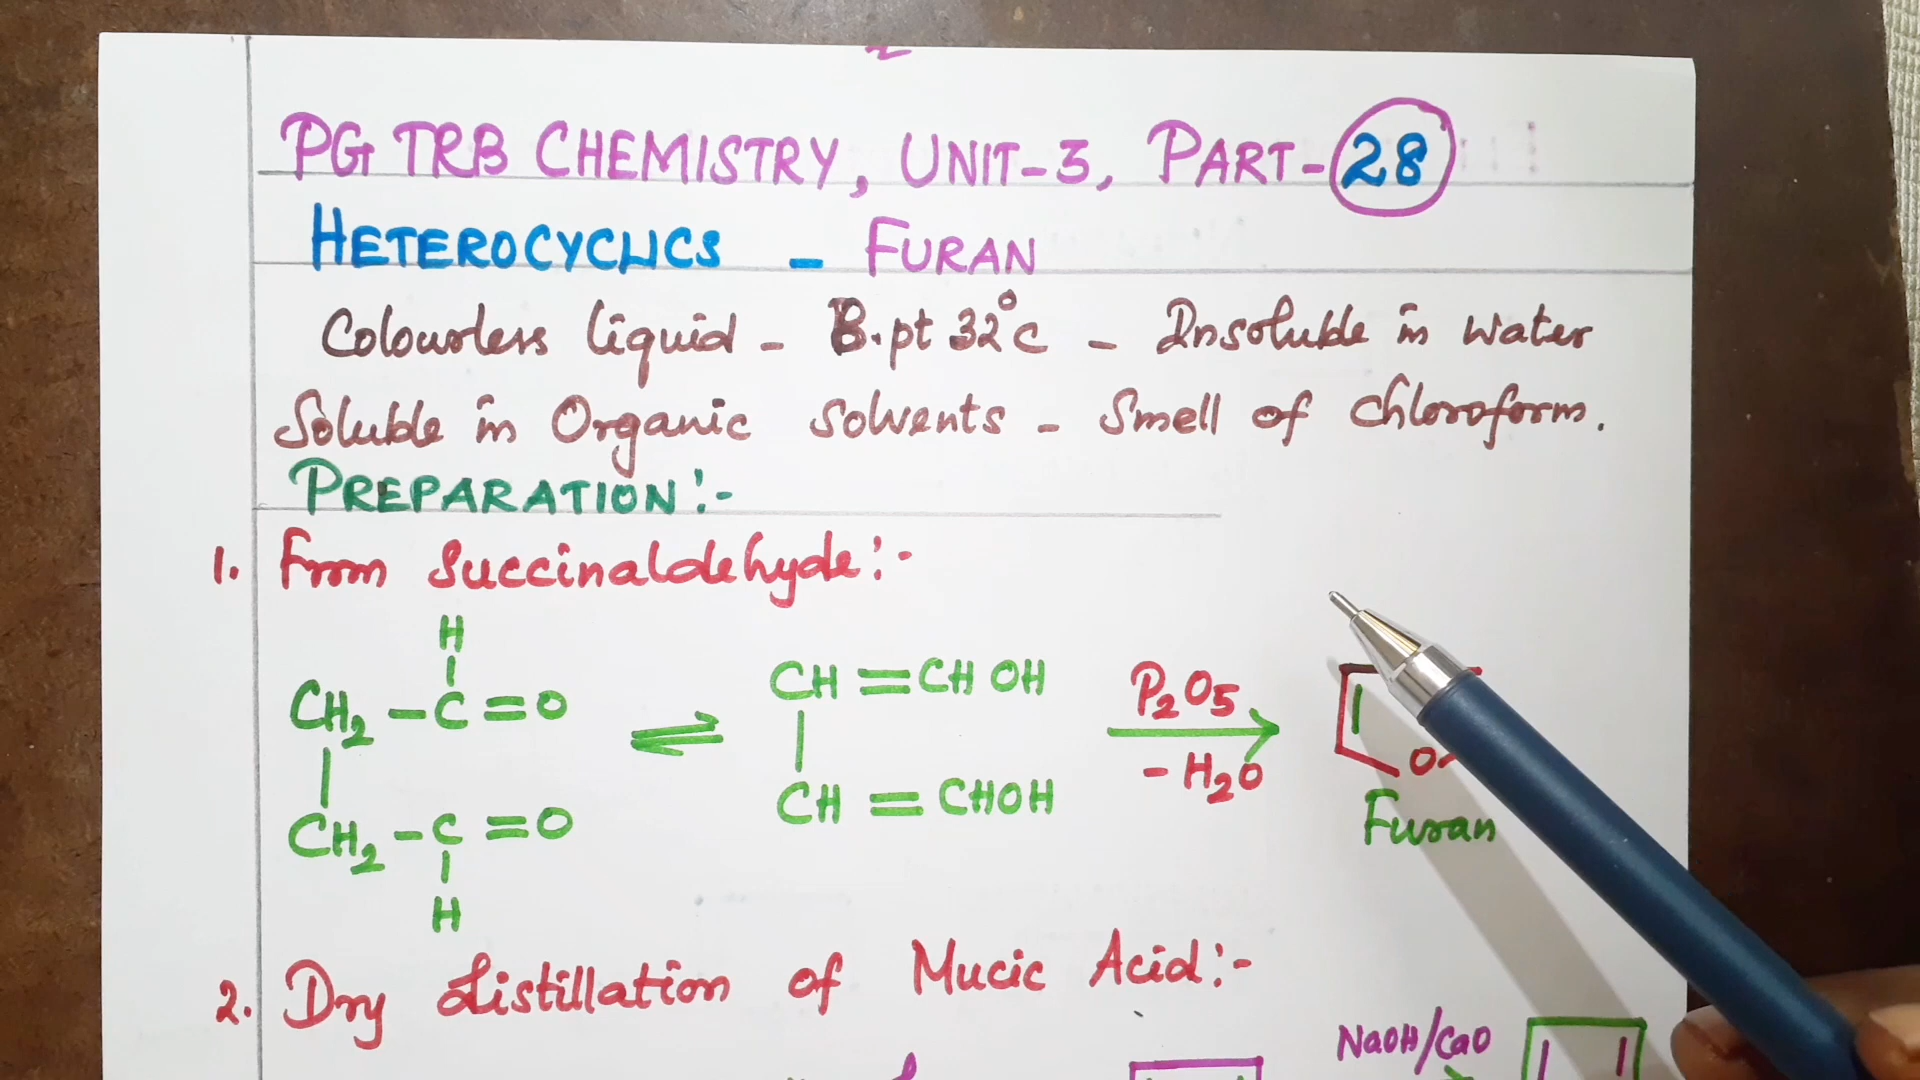 PG TRB CHEMISTRY, UNIT-3, PART-28
HETEROCYCLICS - FURAN
Colourless liquid - B.pt 32°C - Insoluble in water
Soluble in Organic solvents - Smell of chloroform.
PREPARATION:-
1. From Succinaldehyde:-
H
CH2 - C = O
CH2 - C = O
H
⇌
CH = CH OH
CH = CHOH
P2O5
- H2O
O
Furan
2. Dry distillation of Mucic Acid:-
NaOH/CaO